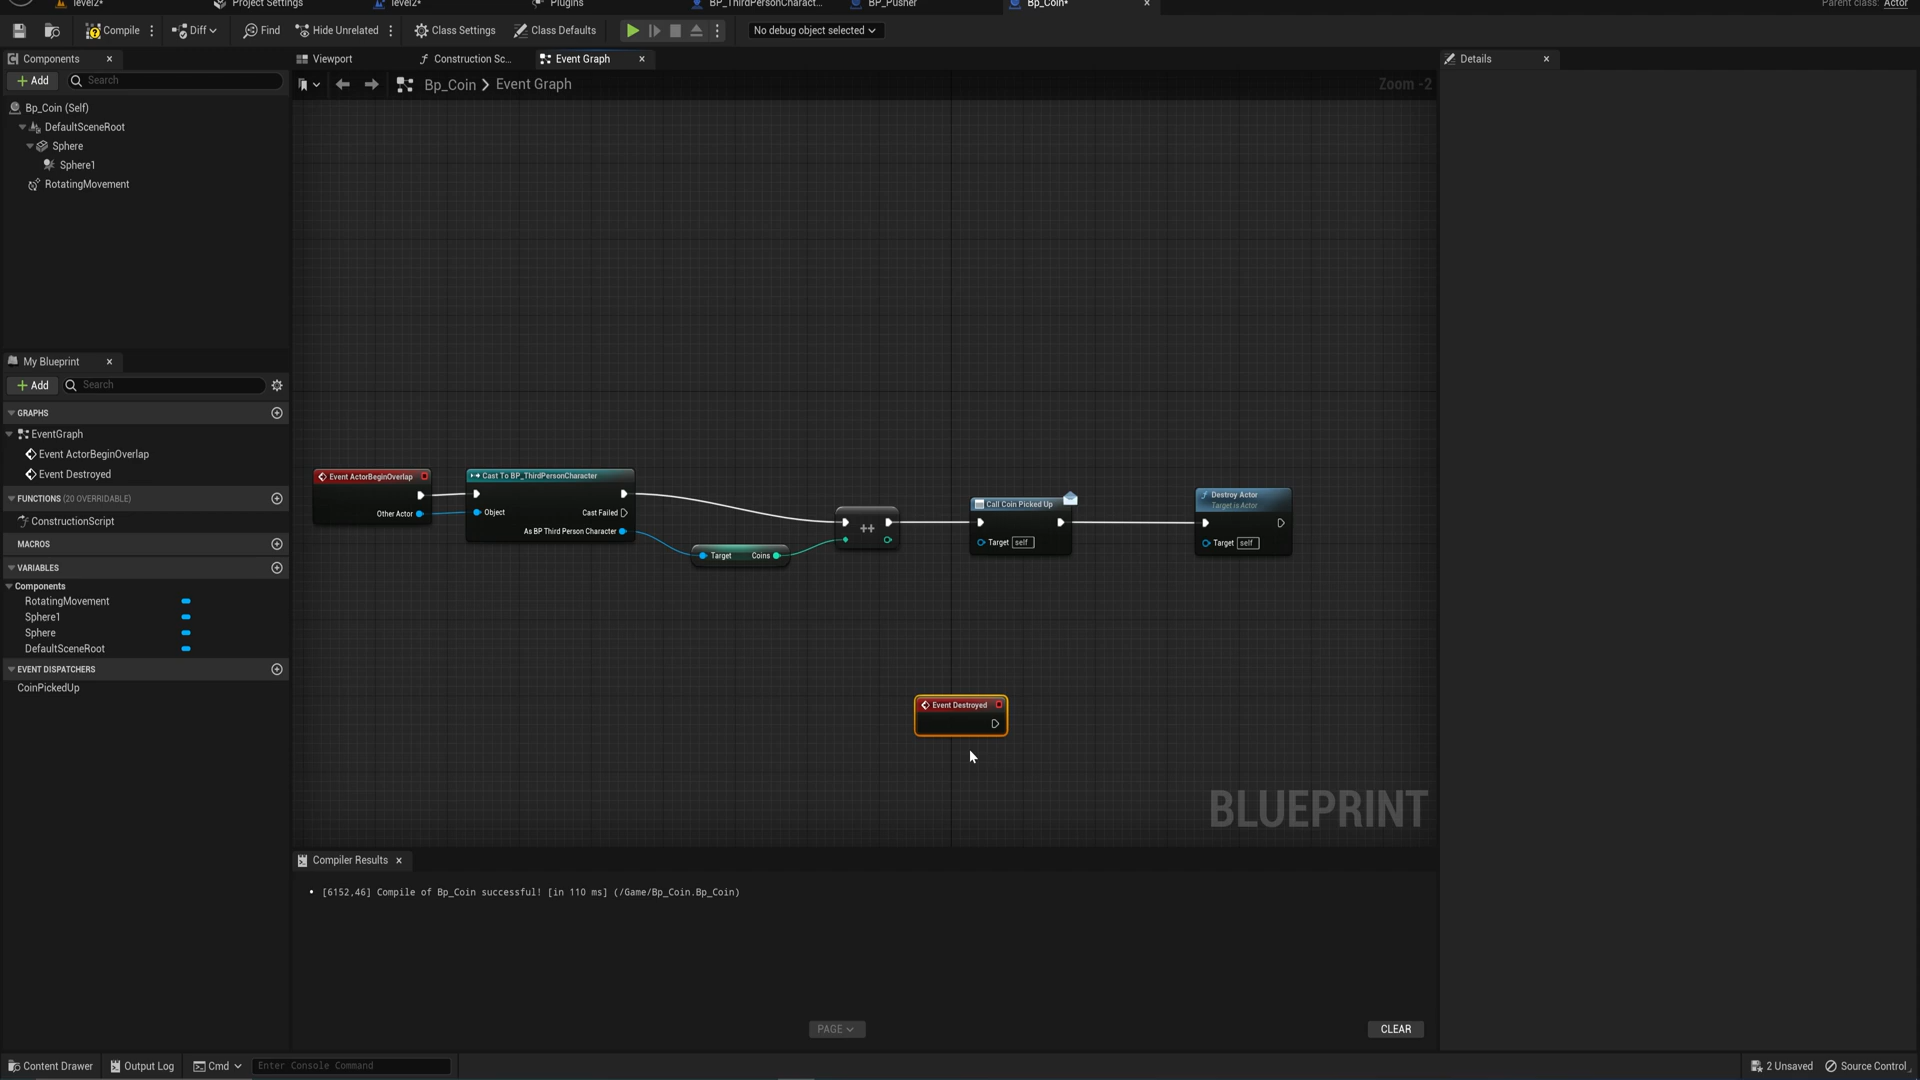 level2*
Project Settings
level2*
Plugins
BP_ThirdPersonCharact...
BP_Pusher
Bp_Coin*
Parent class: Actor
Compile
Diff
Find
Hide Unrelated
Class Settings
Class Defaults
No debug object selected
Components
Viewport
Construction Sc...
Event Graph
Details
Add
Search
Bp_Coin > Event Graph
Zoom -2
Bp_Coin (Self)
DefaultSceneRoot
Sphere
Sphere1
RotatingMovement
My Blueprint
Add
Search
GRAPHS
EventGraph
Event ActorBeginOverlap
Event Destroyed
FUNCTIONS (20 OVERRIDABLE)
ConstructionScript
MACROS
VARIABLES
Components
RotatingMovement
Sphere1
Sphere
DefaultSceneRoot
EVENT DISPATCHERS
CoinPickedUp
Event ActorBeginOverlap
Other Actor
Cast To BP_ThirdPersonCharacter
Object
Cast Failed
As BP Third Person Character
Target
Coins
++
Call Coin Picked Up
Target self
Destroy Actor
Target is Actor
Target self
Event Destroyed
BLUEPRINT
Compiler Results
• [6152,46] Compile of Bp_Coin successful! [in 110 ms] (/Game/Bp_Coin.Bp_Coin)
PAGE
CLEAR
Content Drawer
Output Log
Cmd
Enter Console Command
2 Unsaved
Source Control